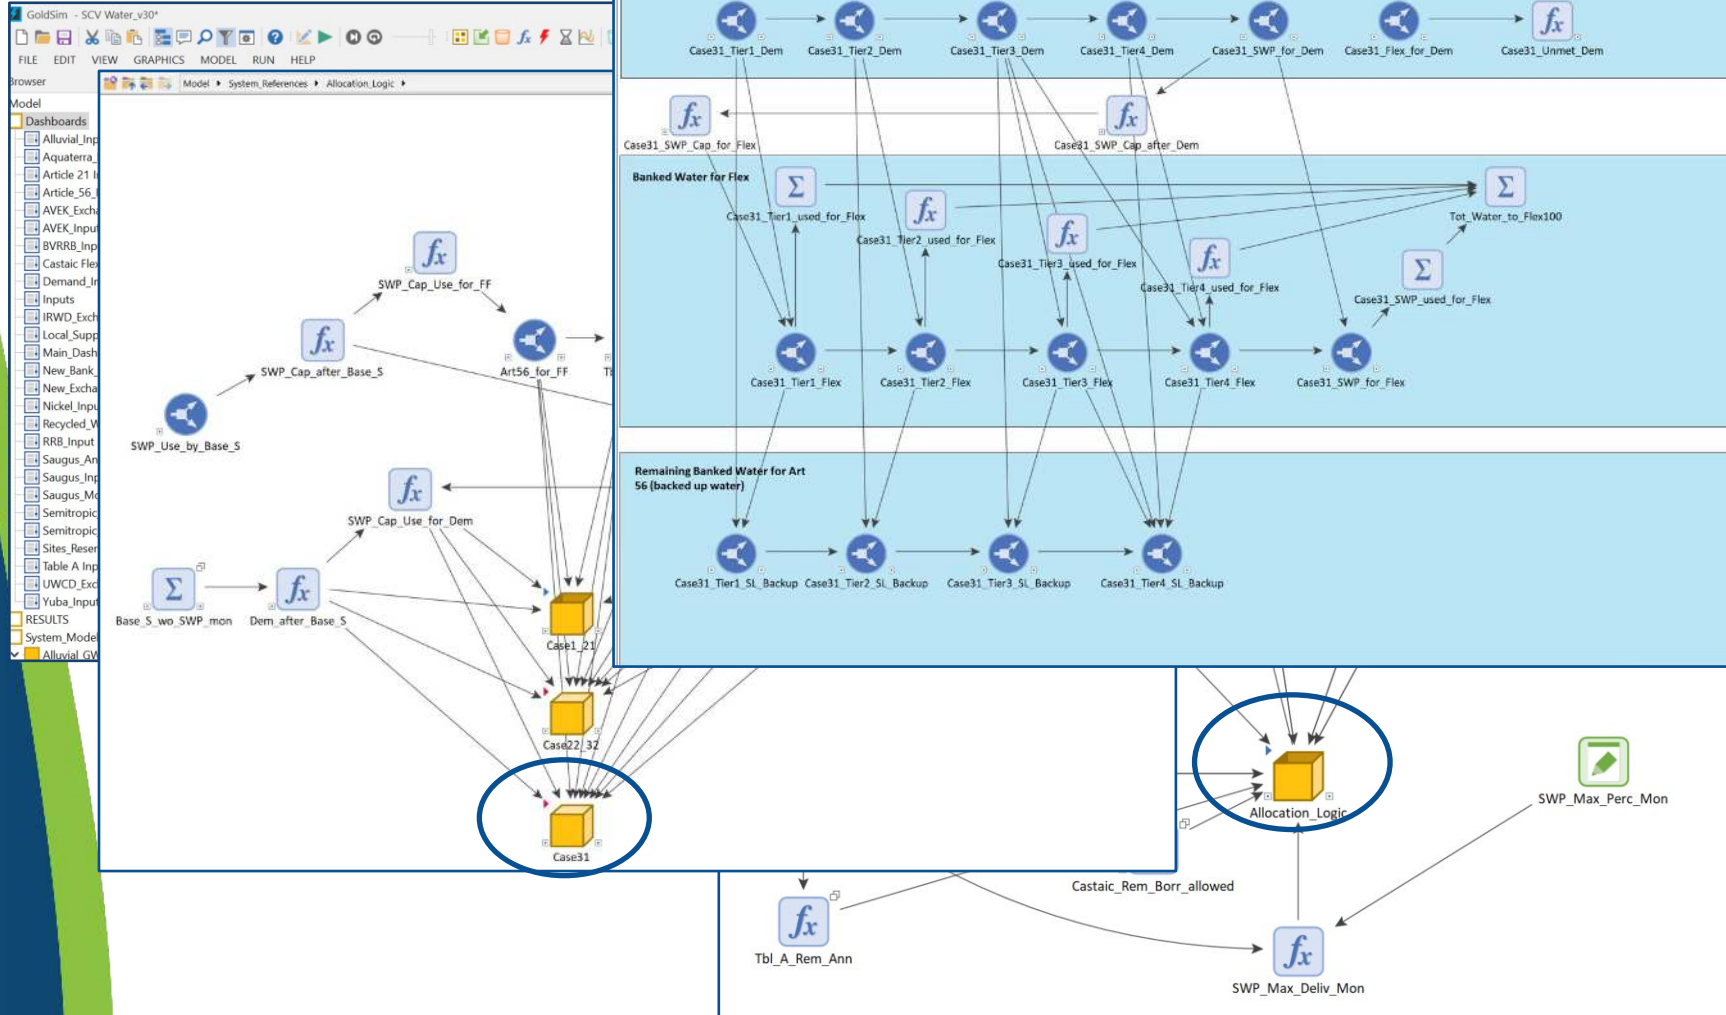 GoldSim - SCV Water_v30*
FILE EDIT VIEW GRAPHICS MODEL RUN HELP
Browser
Model
Dashboards
Alluvial_Inp
Aquaterra_
Article 21 I
Article_56_I
AVEK_Excha
AVEK_Input
BVRRB_Inp
Castaic Flex
Demand_In
Inputs
IRWD_Exch
Local_Supp
Main_Dash
New_Bank_
New_Excha
Nickel_Inpu
Recycled_W
RRB_Input
Saugus_An
Saugus_Inp
Saugus_Mo
Semitropic
Semitropic
Sites_Reser
Table A Inp
UWCD_Exc
Yuba_Input
RESULTS
System_Model
Alluvial_GW
Model System_References Allocation_Logic
SWP_Cap_Use_for_FF
SWP_Cap_after_Base_S
Art56_for_FF
SWP_Use_by_Base_S
SWP_Cap_Use_for_Dem
Base_S_wo_SWP_mon
Dem_after_Base_S
Case1_21
Case22_32
Case31
Case31_Tier1_Dem
Case31_Tier2_Dem
Case31_Tier3_Dem
Case31_Tier4_Dem
Case31_SWP_for_Dem
Case31_Flex_for_Dem
Case31_Unmet_Dem
Case31_SWP_Cap_for_Flex
Case31_SWP_Cap_after_Dem
Banked Water for Flex
Case31_Tier1_used_for_Flex
Tot_Water_to_Flex100
Case31_Tier2_used_for_Flex
Case31_Tier3_used_for_Flex
Case31_Tier4_used_for_Flex
Case31_SWP_used_for_Flex
Case31_Tier1_Flex
Case31_Tier2_Flex
Case31_Tier3_Flex
Case31_Tier4_Flex
Case31_SWP_for_Flex
Remaining Banked Water for Art
56 (backed up water)
Case31_Tier1_SL_Backup
Case31_Tier2_SL_Backup
Case31_Tier3_SL_Backup
Case31_Tier4_SL_Backup
Allocation_Logic
SWP_Max_Perc_Mon
Castaic_Rem_Borr_allowed
Tbl_A_Rem_Ann
SWP_Max_Deliv_Mon